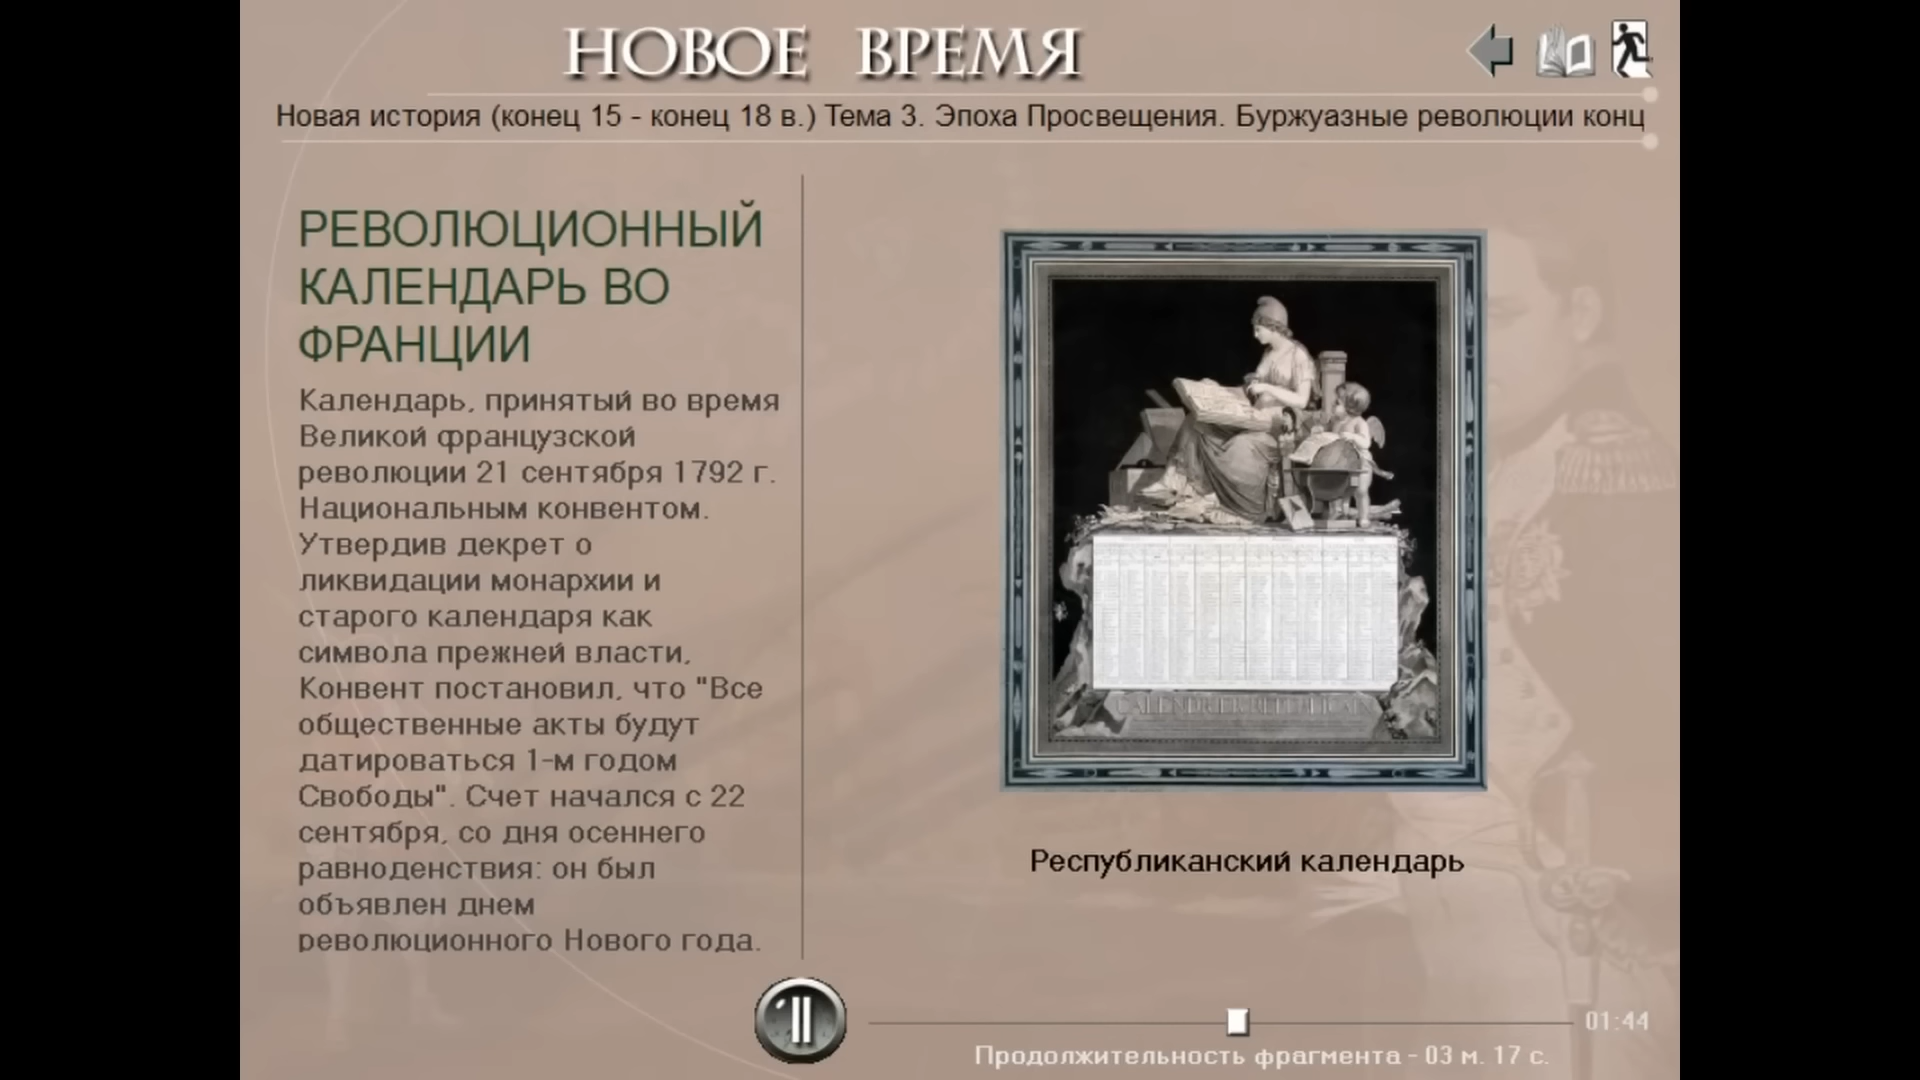 НОВОЕ ВРЕМЯ
Новая история (конец 15 - конец 18 в.) Тема 3. Эпоха Просвещения. Буржуазные революции конц
РЕВОЛЮЦИОННЫЙ
КАЛЕНДАРЬ ВО
ФРАНЦИИ
Календарь, принятый во время
Великой французской
революции 21 сентября 1792 г.
Национальным конвентом.
Утвердив декрет о
ликвидации монархии и
старого календаря как
символа прежней власти,
Конвент постановил, что "Все
общественные акты будут
датироваться 1-м годом
Свободы". Счет начался с 22
сентября, со дня осеннего
равноденствия: он был
объявлен днем
революционного Нового года.
CALENDRIER REPUBLICAIN
Республиканский календарь
01:44
Продолжительность фрагмента - 03 м. 17 с.